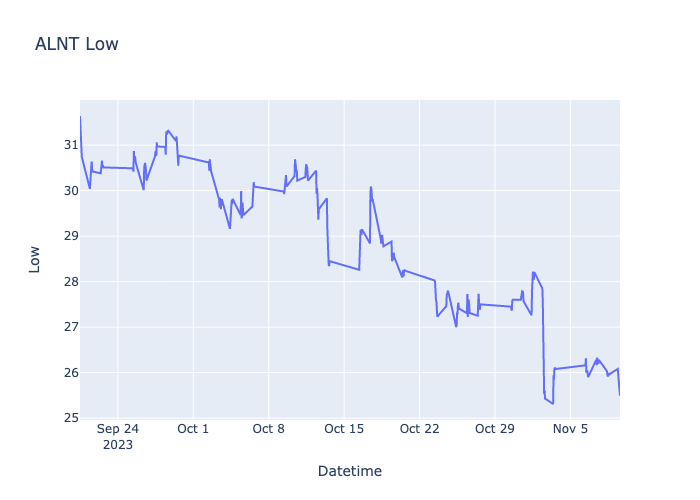 ALNT Low
31
30
29
28
27
26
25
Low
Sep 24
2023
Oct 1
Oct 8
Oct 15
Oct 22
Oct 29
Nov 5
Datetime